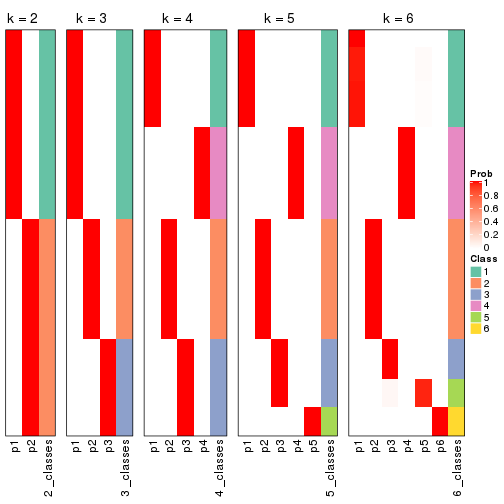 k = 2
k = 3
k = 4
k = 5
k = 6
p1
p2
2_classes
p1
p2
p3
3_classes
p1
p2
p3
p4
4_classes
p1
p2
p3
p4
p5
5_classes
p1
p2
p3
p4
p5
p6
6_classes
Prob
1
0.8
0.6
0.4
0.2
0
Class
1
2
3
4
5
6